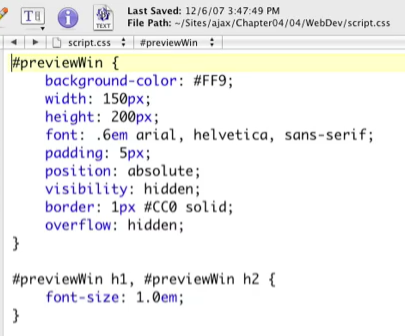 Last Saved: 12/6/07 3:47:49 PM
File Path: ~/Sites/ajax/Chapter04/04/WebDev/script.css
T
i
TEXT
script.css
#previewWin
#previewWin {
background-color: #FF9;
width: 150px;
height: 200px;
font: .6em arial, helvetica, sans-serif;
padding: 5px;
position: absolute;
visibility: hidden;
border: 1px #CC0 solid;
overflow: hidden;
}
#previewWin h1, #previewWin h2 {
font-size: 1.0em;
}